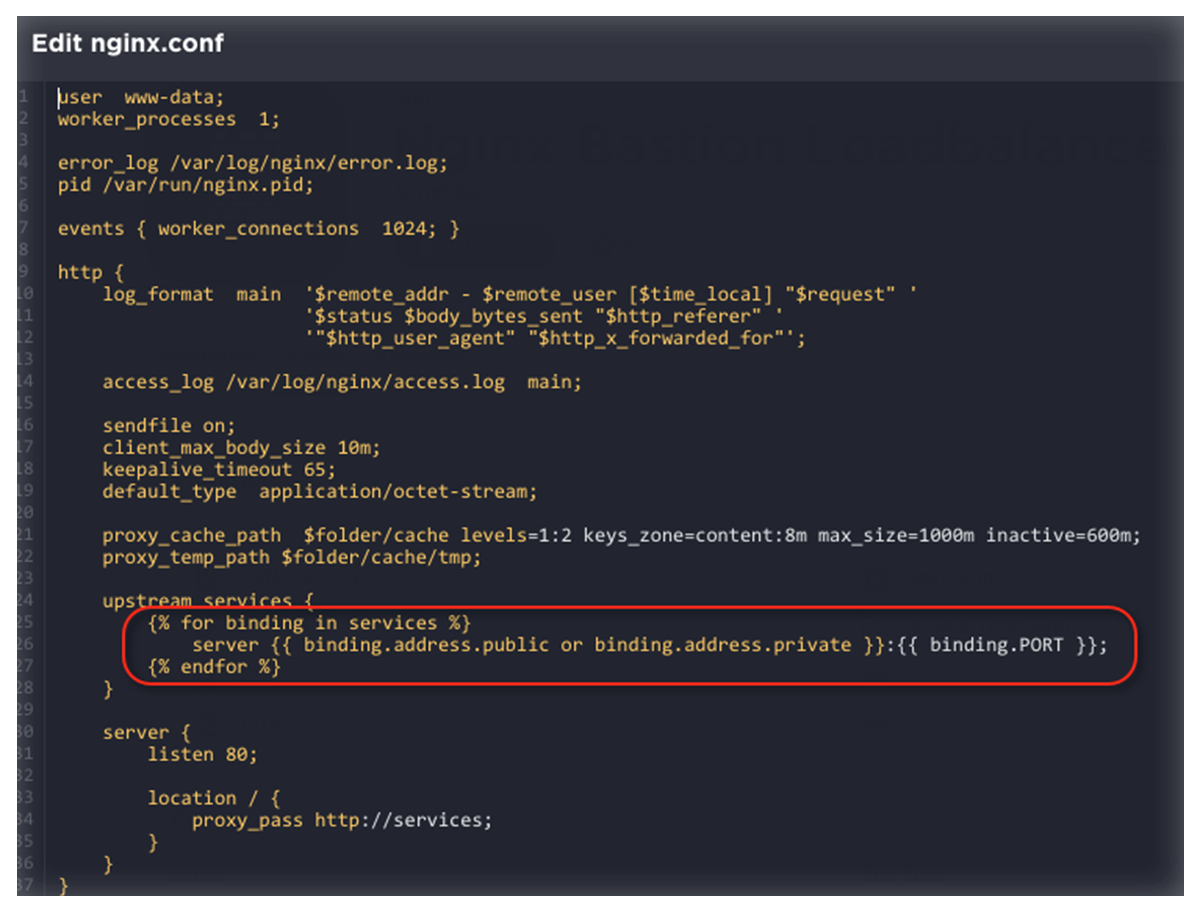 Edit nginx.conf
1 user  www-data;
2 worker_processes  1;
3
4 error_log /var/log/nginx/error.log;
5 pid /var/run/nginx.pid;
6
7 events { worker_connections  1024; }
8
9 http {
10     log_format  main  '$remote_addr - $remote_user [$time_local] "$request" '
11                       '$status $body_bytes_sent "$http_referer" '
12                       '"$http_user_agent" "$http_x_forwarded_for"';
13
14     access_log /var/log/nginx/access.log  main;
15
16     sendfile on;
17     client_max_body_size 10m;
18     keepalive_timeout 65;
19     default_type  application/octet-stream;
20
21     proxy_cache_path  $folder/cache levels=1:2 keys_zone=content:8m max_size=1000m inactive=600m;
22     proxy_temp_path $folder/cache/tmp;
23
24     upstream services {
25         {% for binding in services %}
26             server {{ binding.address.public or binding.address.private }}:{{ binding.PORT }};
27         {% endfor %}
28     }
29
30     server {
31         listen 80;
32
33         location / {
34             proxy_pass http://services;
35         }
36     }
37 }